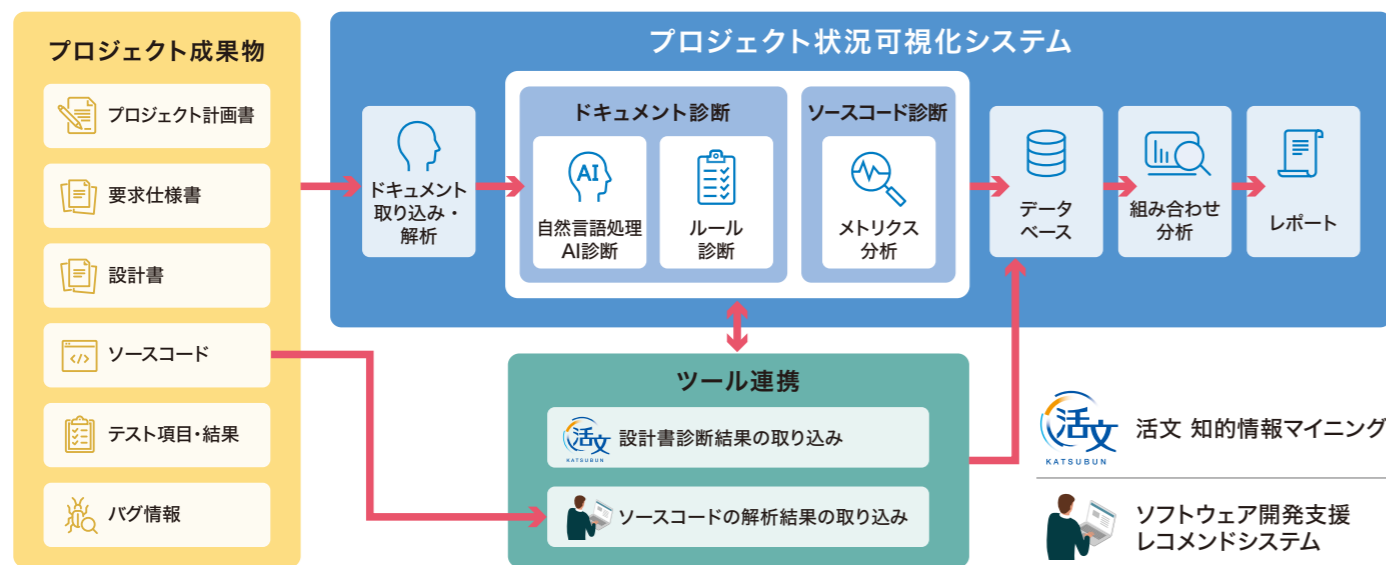 プロジェクト成果物
プロジェクト計画書
要求仕様書
設計書
</>
ソースコード
テスト項目・結果
バグ情報
プロジェクト状況可視化システム
ドキュメント
取り込み・
解析
ドキュメント診断
AI
自然言語処理
AI診断
ルール
診断
ソースコード診断
メトリクス
分析
データ
ベース
組み合わせ
分析
レポート
ツール連携
活文
KATSUBUN
設計書診断結果の取り込み
ソースコードの解析結果の取り込み
活文
KATSUBUN
活文 知的情報マイニング
ソフトウェア開発支援
レコメンドシステム